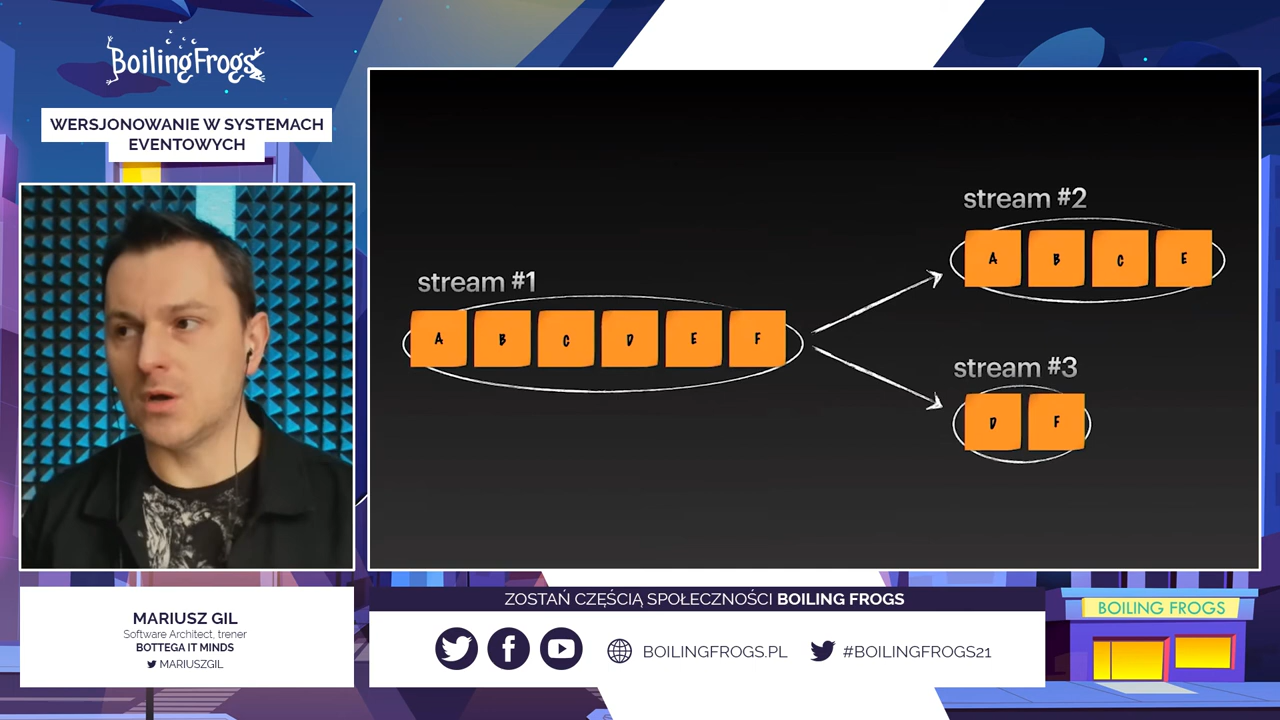 BoilingFrogs
WERSJONOWANIE W SYSTEMACH
EVENTOWYCH
stream #1
A B C D E F
stream #2
A B C E
stream #3
D F
MARIUSZ GIL
Software Architect, trener
BOTTEGA IT MINDS
MARIUSZGIL
ZOSTAŃ CZĘŚCIĄ SPOŁECZNOŚCI BOILING FROGS
BOILINGFROGS.PL
#BOILINGFROGS21
BOILING FROGS